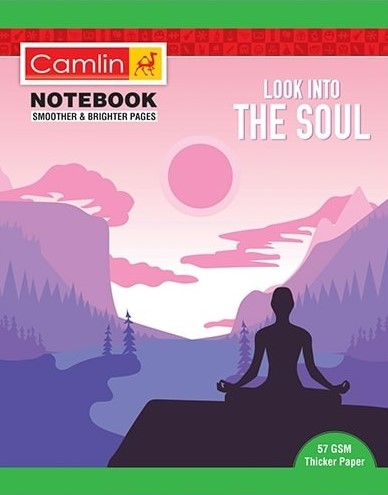 Camlin
NOTEBOOK
SMOOTHER & BRIGHTER PAGES
LOOK INTO
THE SOUL
57 GSM
Thicker Paper